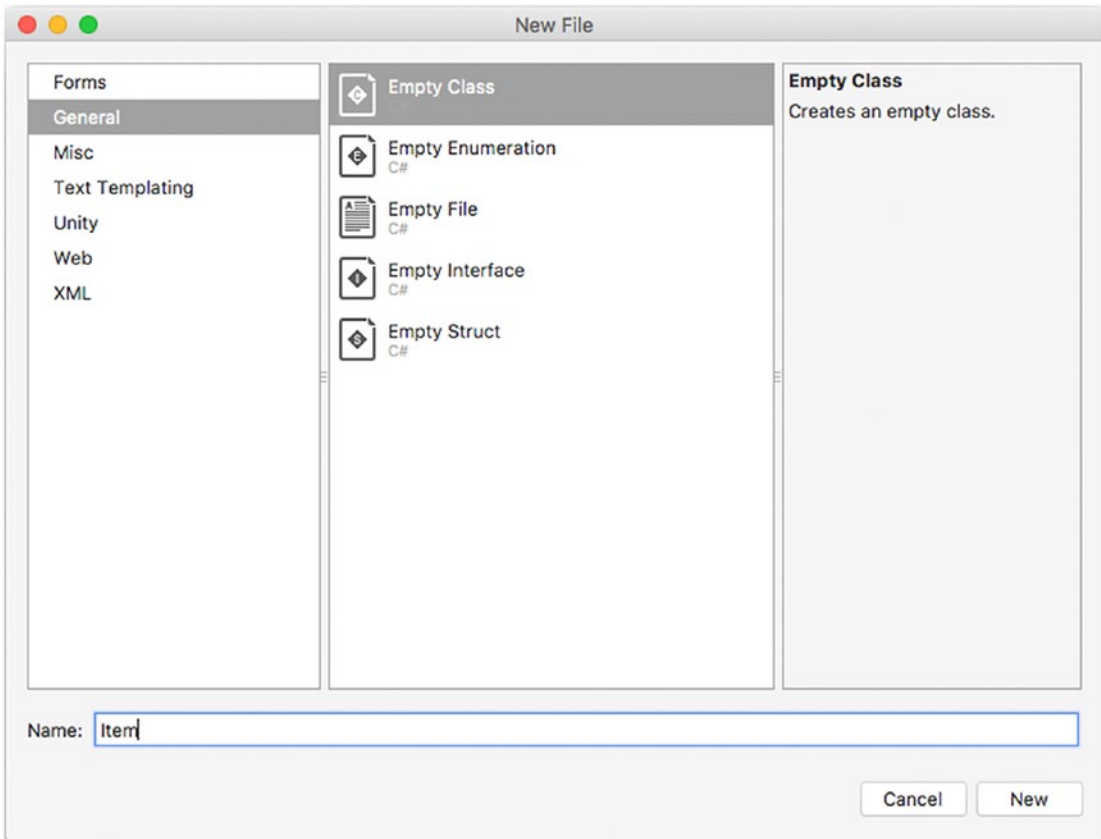 New File
Forms
General
Misc
Text Templating
Unity
Web
XML
Empty Class
Empty Enumeration
C#
Empty File
C#
Empty Interface
C#
Empty Struct
C#
Empty Class
Creates an empty class.
Name: Item
Cancel New